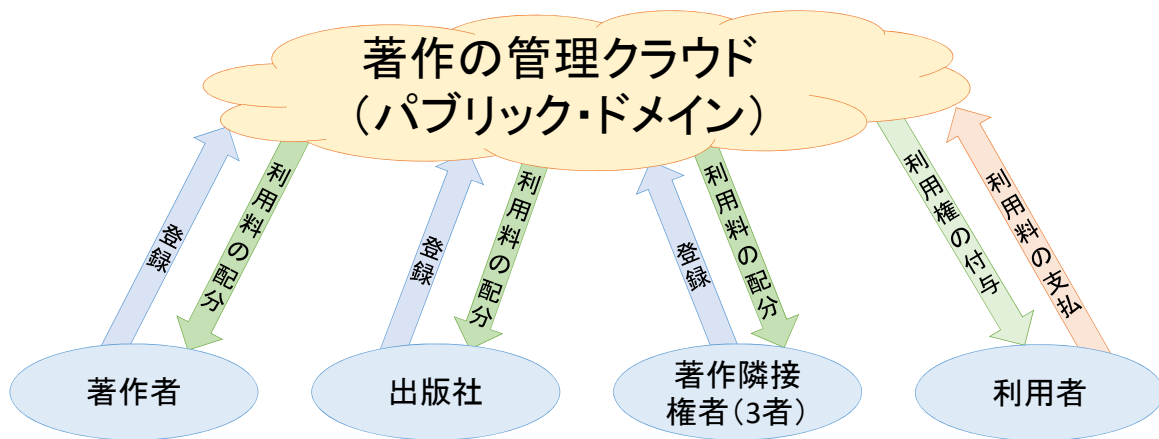 著作の管理クラウド
（パブリック・ドメイン）
登録
利用料の配分
登録
利用料の配分
登録
利用料の配分
利用権の付与
利用料の支払
著作者
出版社
著作隣接
権者（3者）
利用者